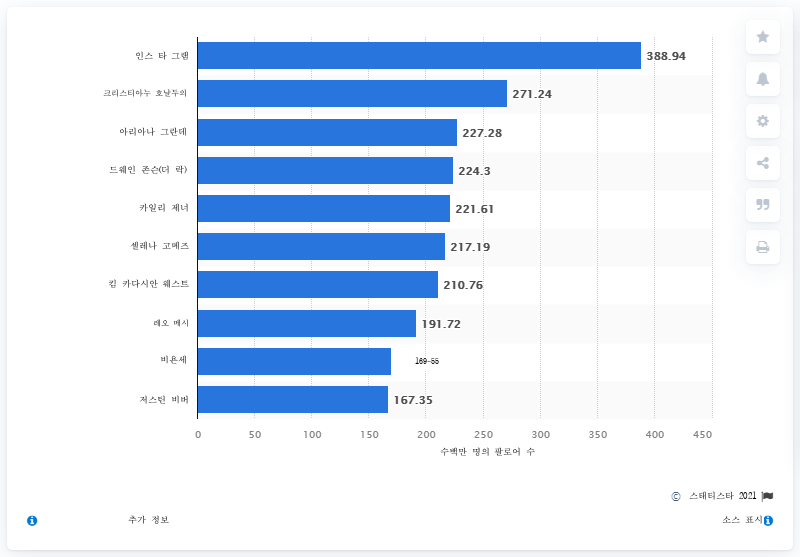 인스 타 그램 388.94
크리스티아누 호날두의 271.24
아리아나 그란데 227.28
드웨인 존슨(더 락) 224.3
카일리 제너 221.61
셀레나 고메즈 217.19
킴 카다시안 웨스트 210.76
레오 메시 191.72
비욘세 169-55
저스틴 비버 167.35
0 50 100 150 200 250 300 350 400 450
수백만 명의 팔로어 수
© 스태티스타 2021
추가 정보 소스 표시